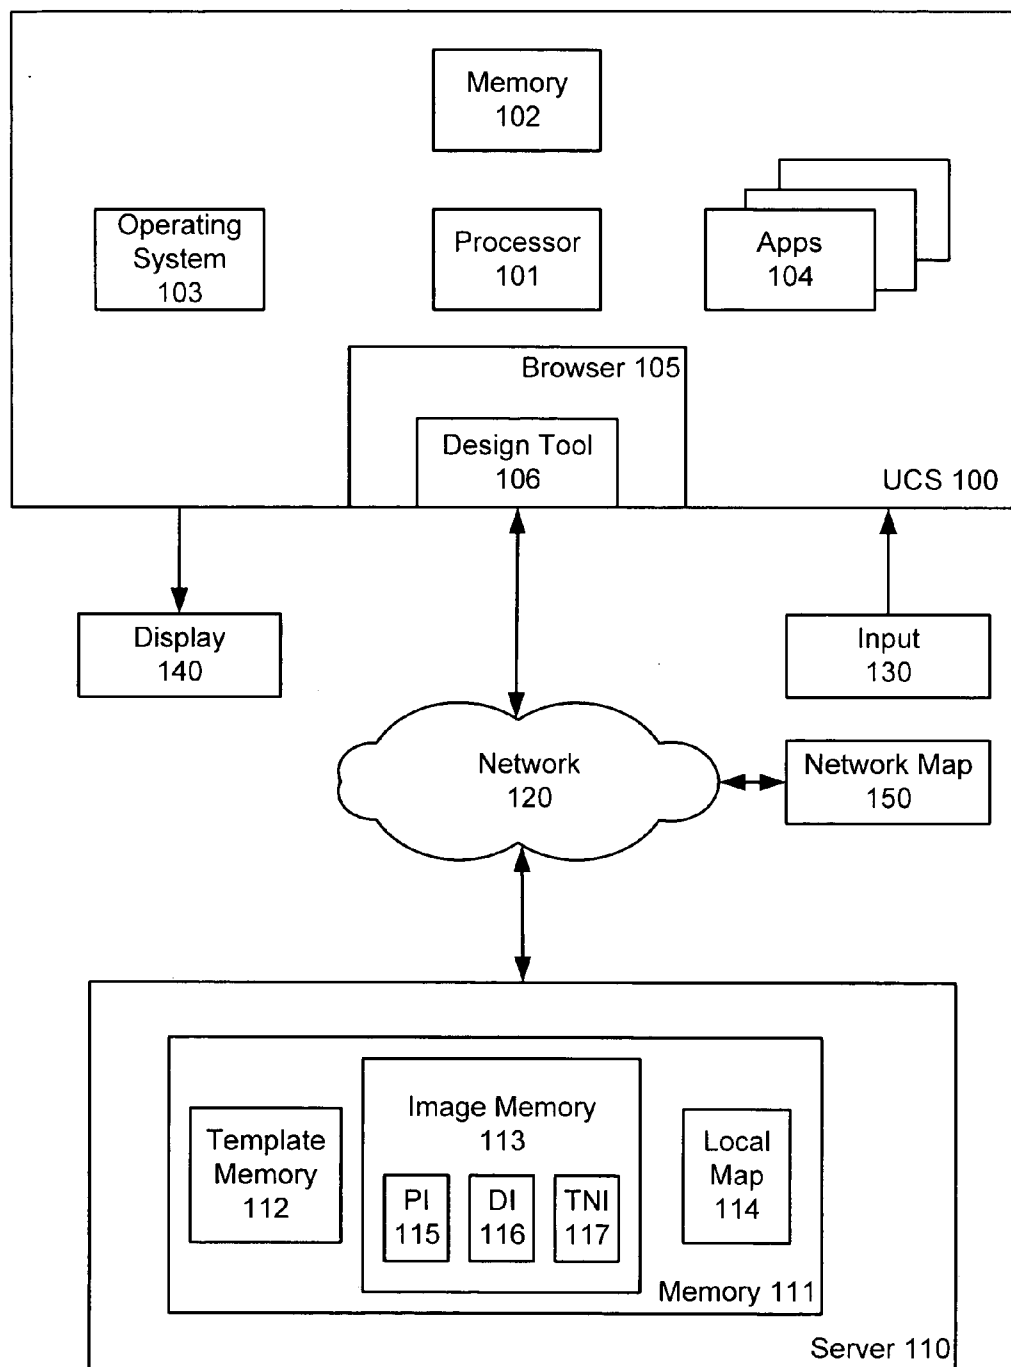 Memory
102
Operating
System
103
Processor
101
Apps
104
Browser 105
Design Tool
106
UCS 100
Display
140
Input
130
Network
120
Network Map
150
Image Memory
113
Template
Memory
112
PI
115
DI
116
TNI
117
Local
Map
114
Memory 111
Server 110